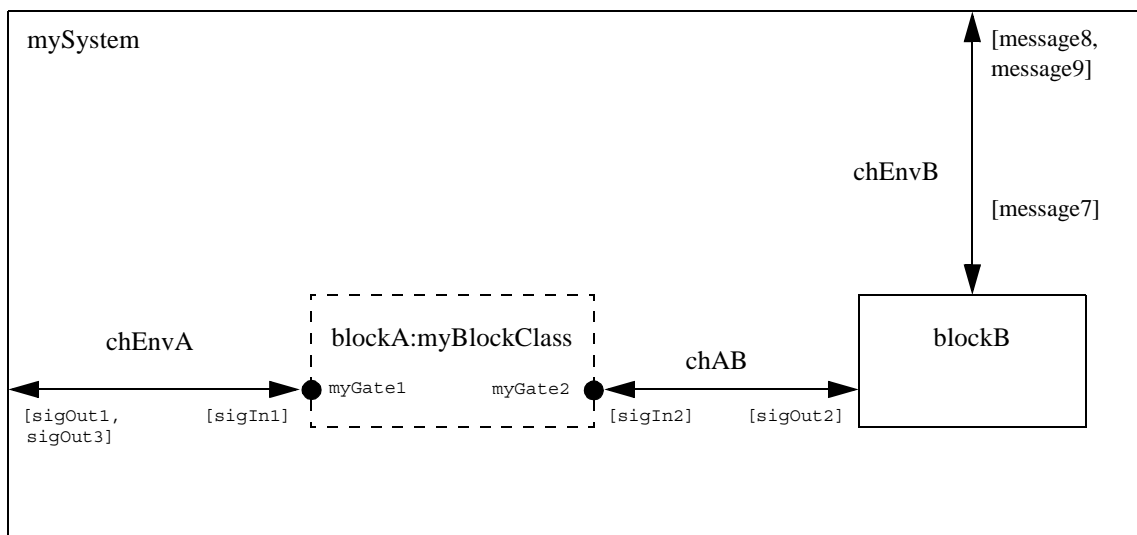 mySystem
[message8,
message9]
chEnvB
[message7]
chEnvA
blockA:myBlockClass
chAB
blockB
myGate1
myGate2
[sigOut1,
sigOut3]
[sigIn1]
[sigIn2]
[sigOut2]